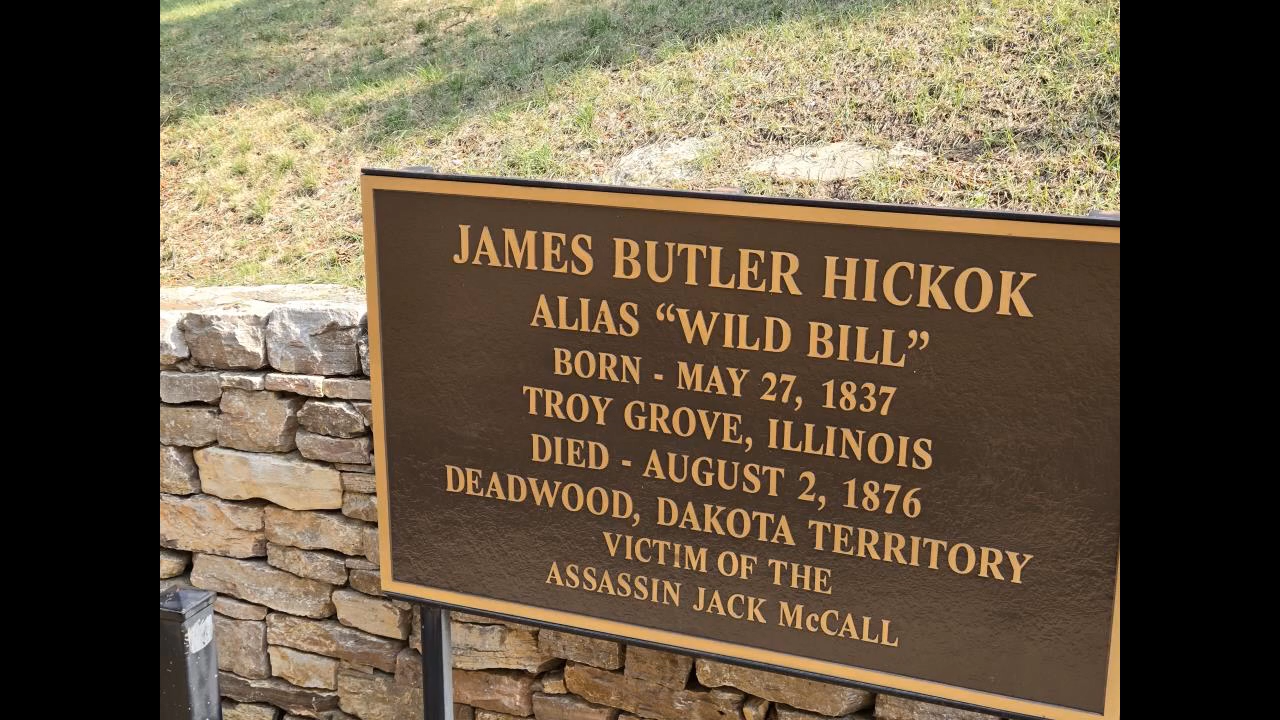 JAMES BUTLER HICKOK
ALIAS “WILD BILL”
BORN - MAY 27, 1837
TROY GROVE, ILLINOIS
DIED - AUGUST 2, 1876
DEADWOOD, DAKOTA TERRITORY
VICTIM OF THE
ASSASSIN JACK McCALL